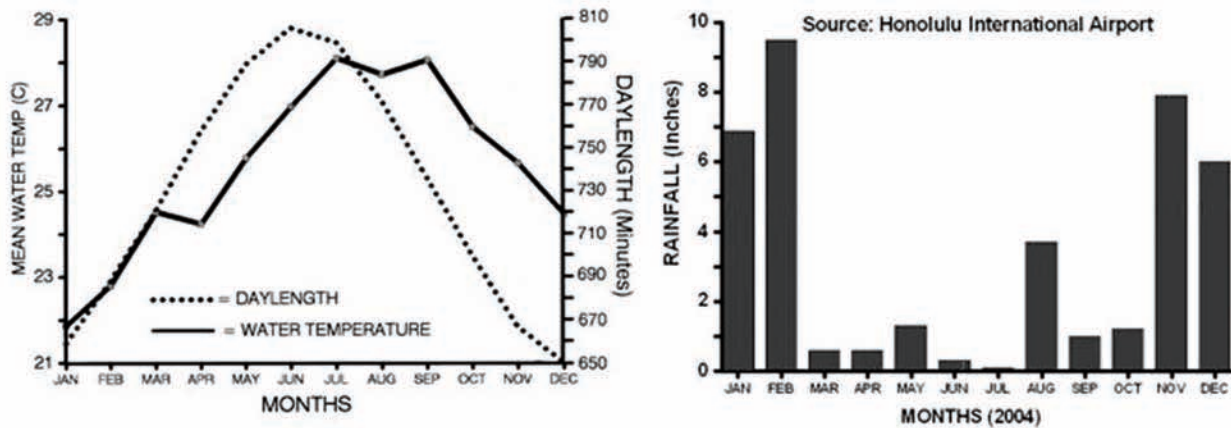 MEAN WATER TEMP (C)
29
27
25
23
21
810
790
770
750
730
710
690
670
650
DAYLENGTH (Minutes)
= DAYLENGTH
= WATER TEMPERATURE
JAN FEB MAR APR MAY JUN JUL AUG SEP OCT NOV DEC
MONTHS
Source: Honolulu International Airport
RAINFALL (Inches)
10
8
6
4
2
0
JAN FEB MAR APR MAY JUN JUL AUG SEP OCT NOV DEC
MONTHS (2004)